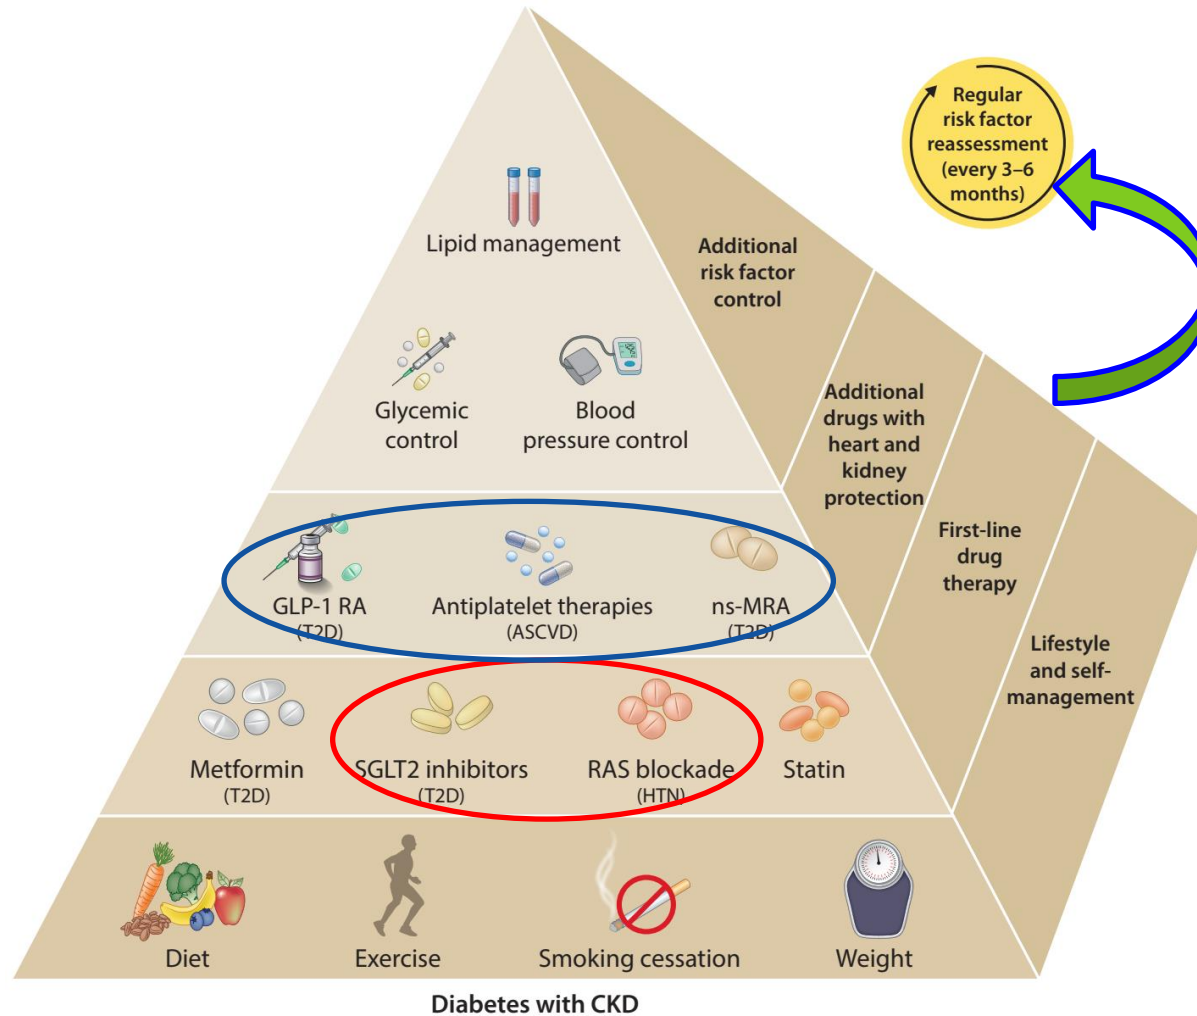 Regular
risk factor
reassessment
(every 3–6
months)
Lipid management
Additional
risk factor
control
Glycemic
control
Blood
pressure control
Additional
drugs with
heart and
kidney
protection
GLP-1 RA
(T2D)
Antiplatelet therapies
(ASCVD)
ns-MRA
(T2D)
First-line
drug
therapy
Metformin
(T2D)
SGLT2 inhibitors
(T2D)
RAS blockade
(HTN)
Statin
Lifestyle
and self-
management
Diet
Exercise
Smoking cessation
Weight
Diabetes with CKD